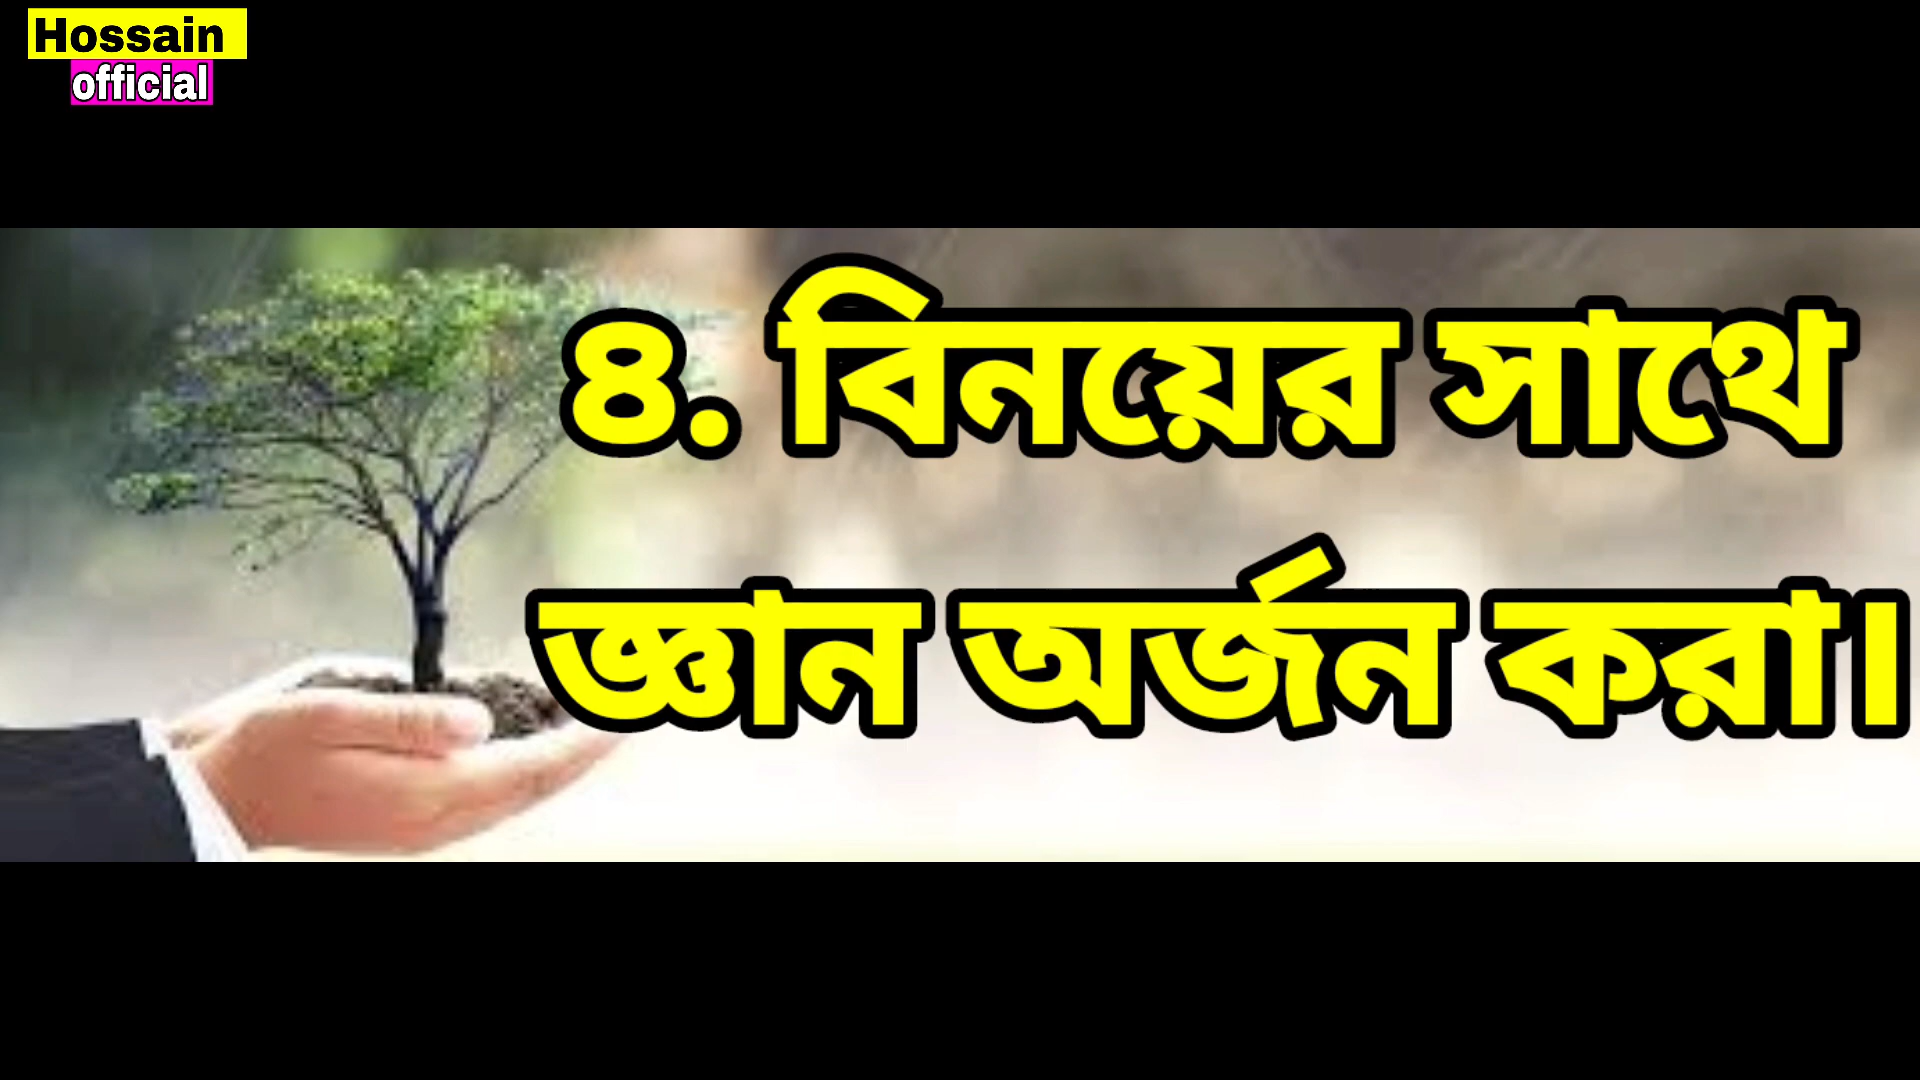 Hossain
official
৪. বিনয়ের সাথে
জ্ঞান অর্জন করা।